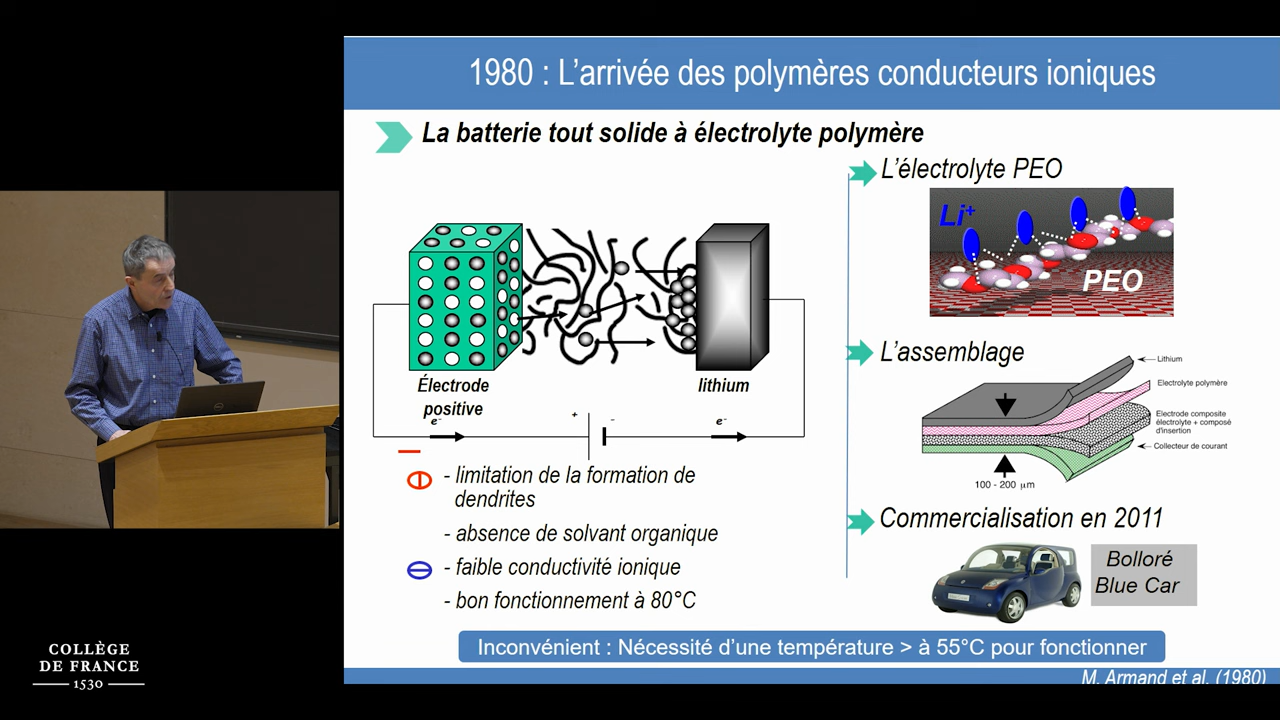 1980 : L'arrivée des polymères conducteurs ioniques
La batterie tout solide à électrolyte polymère
Électrode
positive
lithium
e-
+
-
e-
- limitation de la formation de
dendrites
- absence de solvant organique
- faible conductivité ionique
- bon fonctionnement à 80°C
L'électrolyte PEO
Li+
PEO
L'assemblage
Lithium
Electrolyte polymère
Electrode composite
électrolyte + composé
d'insertion
Collecteur de courant
100 - 200 µm
Commercialisation en 2011
Bolloré
Blue Car
Inconvénient : Nécessité d'une température > à 55°C pour fonctionner
M. Armand et al. (1980)
COLLÈGE
DE FRANCE
1530